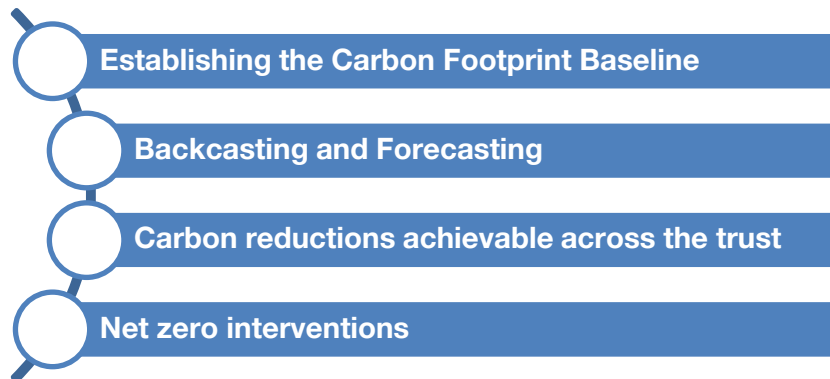 Establishing the Carbon Footprint Baseline
Backcasting and Forecasting
Carbon reductions achievable across the trust
Net zero interventions